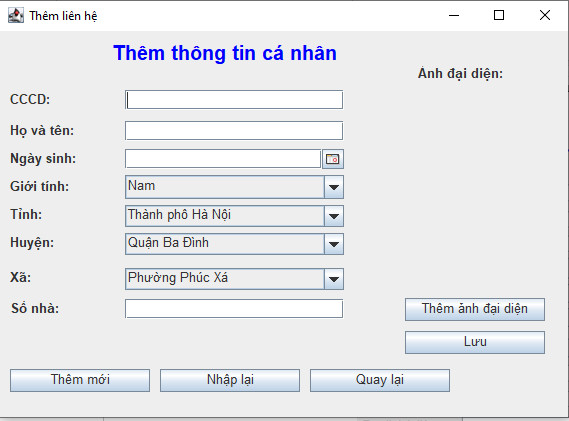 Thêm liên hệ
Thêm thông tin cá nhân
Ảnh đại diện:
CCCD:
Họ và tên:
Ngày sinh:
Giới tính: Nam
Tỉnh: Thành phố Hà Nội
Huyện: Quận Ba Đình
Xã: Phường Phúc Xá
Số nhà:
Thêm ảnh đại diện
Lưu
Thêm mới Nhập lại Quay lại